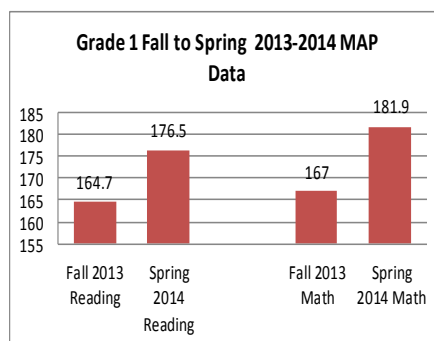 Grade 1 Fall to Spring 2013-2014 MAP
Data
185
180
175
170
165
160
155
164.7
176.5
167
181.9
Fall 2013
Reading
Spring
2014
Reading
Fall 2013
Math
Spring
2014 Math